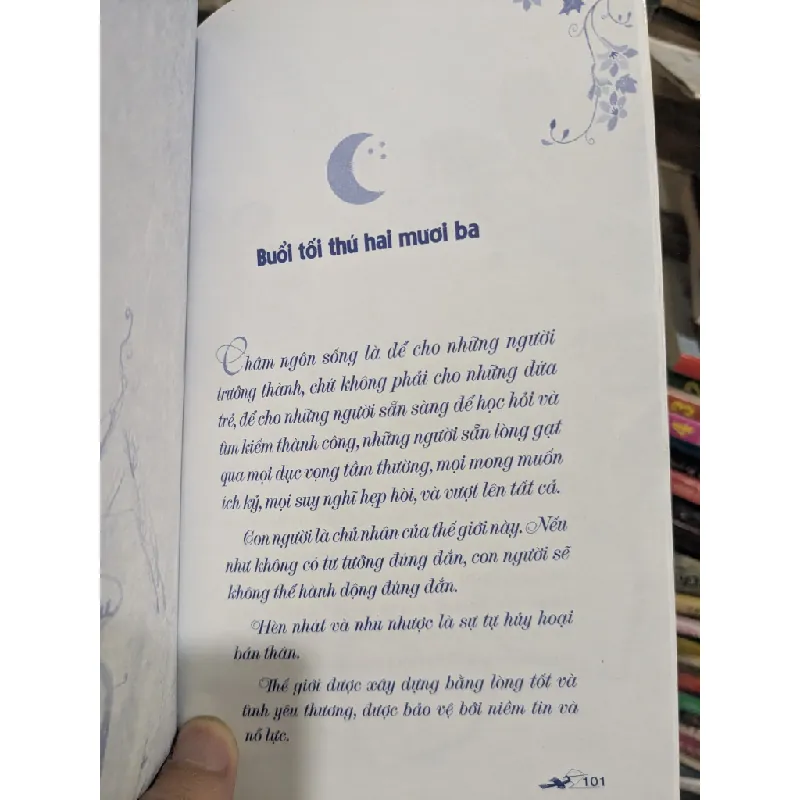 Buổi tối thứ hai mươi ba
Châm ngôn sống là để cho những người
trưởng thành, chứ không phải cho những đứa
trẻ, để cho những người sẵn sàng để học hỏi và
tìm kiếm thành công, những người sẵn lòng gạt
qua mọi dục vọng tầm thường, mọi mong muốn
ích kỷ, mọi suy nghĩ hẹp hòi, và vượt lên tất cả.
Con người là chủ nhân của thế giới này. Nếu
như không có tư tưởng đúng đắn, con người sẽ
không thể hành động đúng đắn.
Hèn nhát và nhu nhược là sự tự hủy hoại
bản thân.
Thế giới được xây dựng bằng lòng tốt và
tình yêu thương, được bảo vệ bởi niềm tin và
nỗ lực.
101